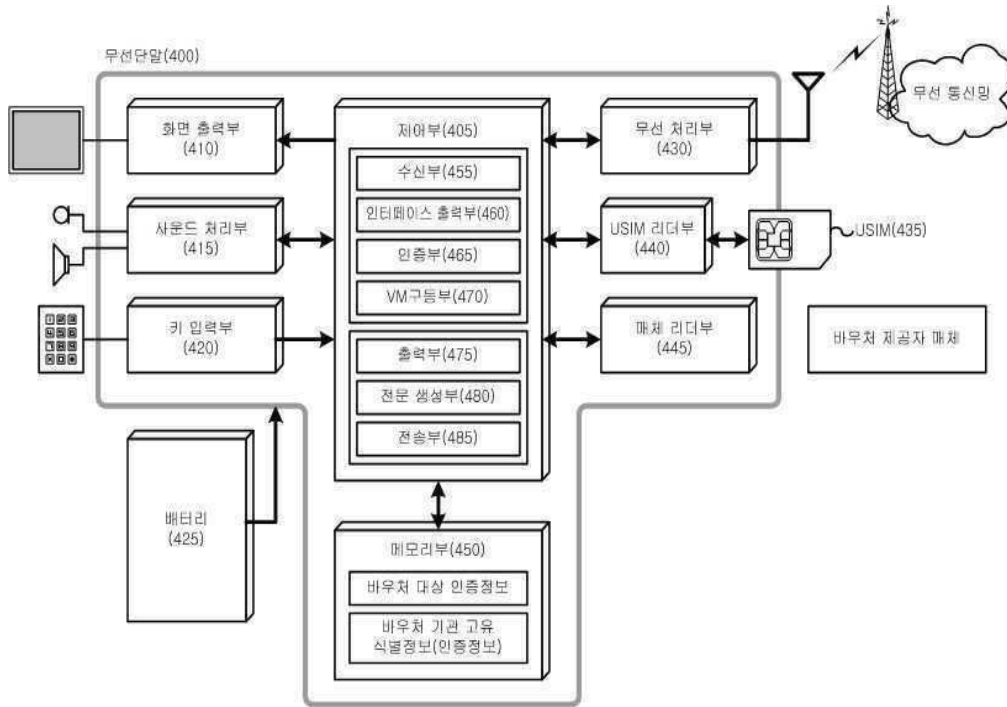 무선단말(400)
화면 출력부
(410)
제어부(405)
무선 처리부
(430)
무선 통신망
수신부(455)
인터페이스 출력부(460)
인증부(465)
VM구동부(470)
사운드 처리부
(415)
USIM 리더부
(440)
USIM(435)
키 입력부
(420)
출력부(475)
전문 생성부(480)
전송부(485)
매체 리더부
(445)
바우처 제공자 매체
배터리
(425)
메모리부(450)
바우처 대상 인증정보
바우처 기관 고유
식별정보(인증정보)